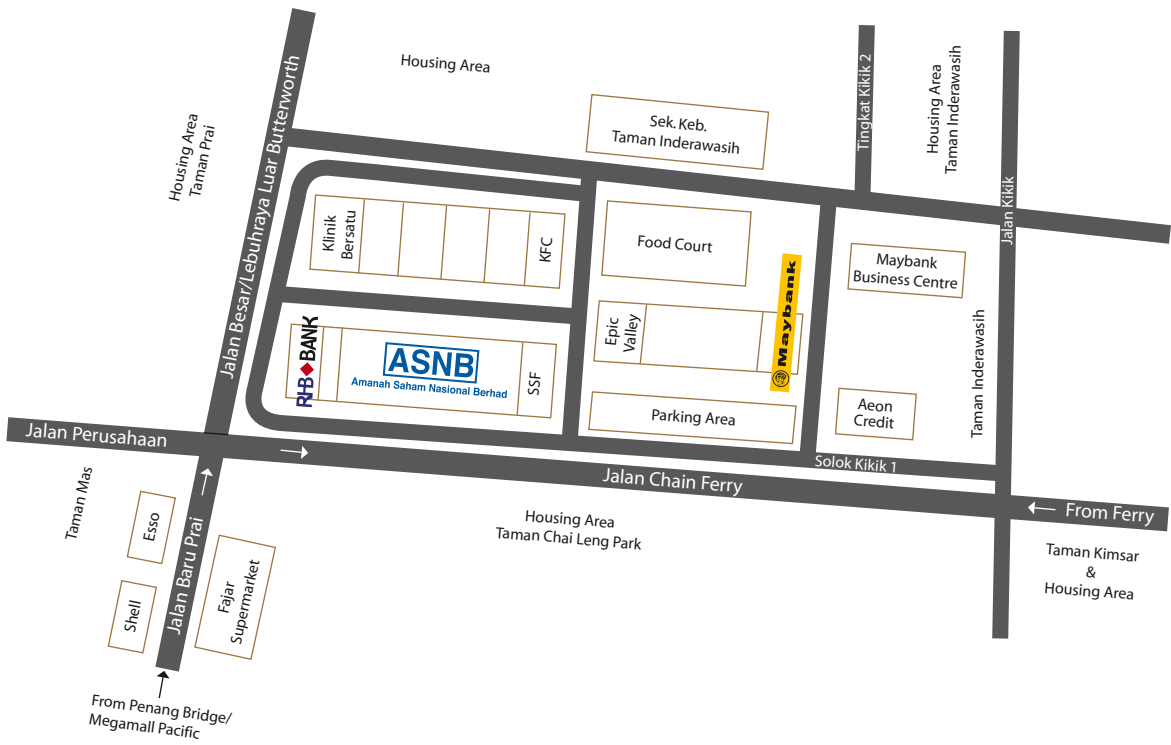 Housing Area
Sek. Keb.
Taman Inderawasih
Tingkat Kikik 2
Housing Area
Taman Inderawasih
Housing Area
Taman Prai
Jalan Besar/Lebuhraya Luar Butterworth
Jalan Kikik
Klinik
Bersatu
KFC
Food Court
Maybank
Business Centre
Maybank
Epic
Valley
RHB BANK
ASNB
Amanah Saham Nasional Berhad
SSF
Taman Inderawasih
Parking Area
Aeon
Credit
Jalan Perusahaan
Solok Kikik 1
Jalan Chain Ferry
From Ferry
Taman Mas
Esso
Housing Area
Taman Chai Leng Park
Taman Kimsar
&
Housing Area
Jalan Baru Prai
Fajar
Supermarket
Shell
From Penang Bridge/
Megamall Pacific